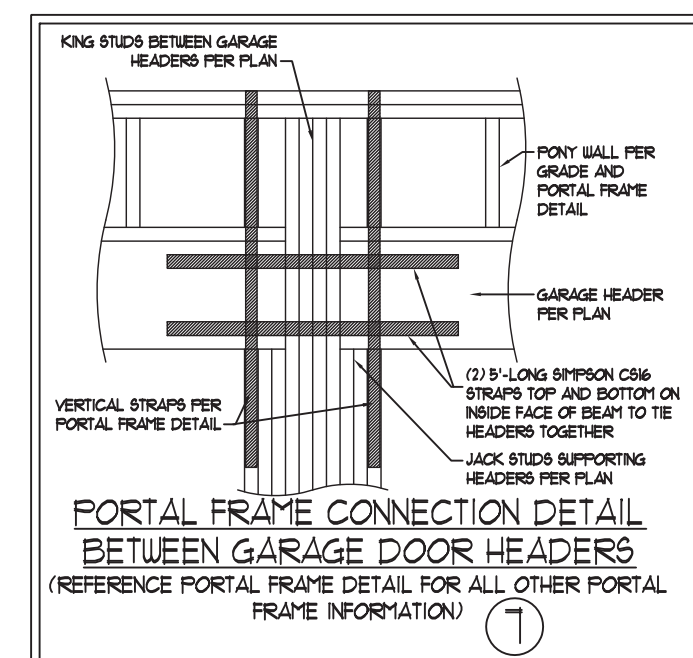 KING STUDS BETWEEN GARAGE
HEADERS PER PLAN
PONY WALL PER
GRADE AND
PORTAL FRAME
DETAIL
GARAGE HEADER
PER PLAN
(2) 5'-LONG SIMPSON CS16
STRAPS TOP AND BOTTOM ON
INSIDE FACE OF BEAM TO TIE
HEADERS TOGETHER
VERTICAL STRAPS PER
PORTAL FRAME DETAIL
JACK STUDS SUPPORTING
HEADERS PER PLAN
PORTAL FRAME CONNECTION DETAIL
BETWEEN GARAGE DOOR HEADERS
(REFERENCE PORTAL FRAME DETAIL FOR ALL OTHER PORTAL
FRAME INFORMATION)
7